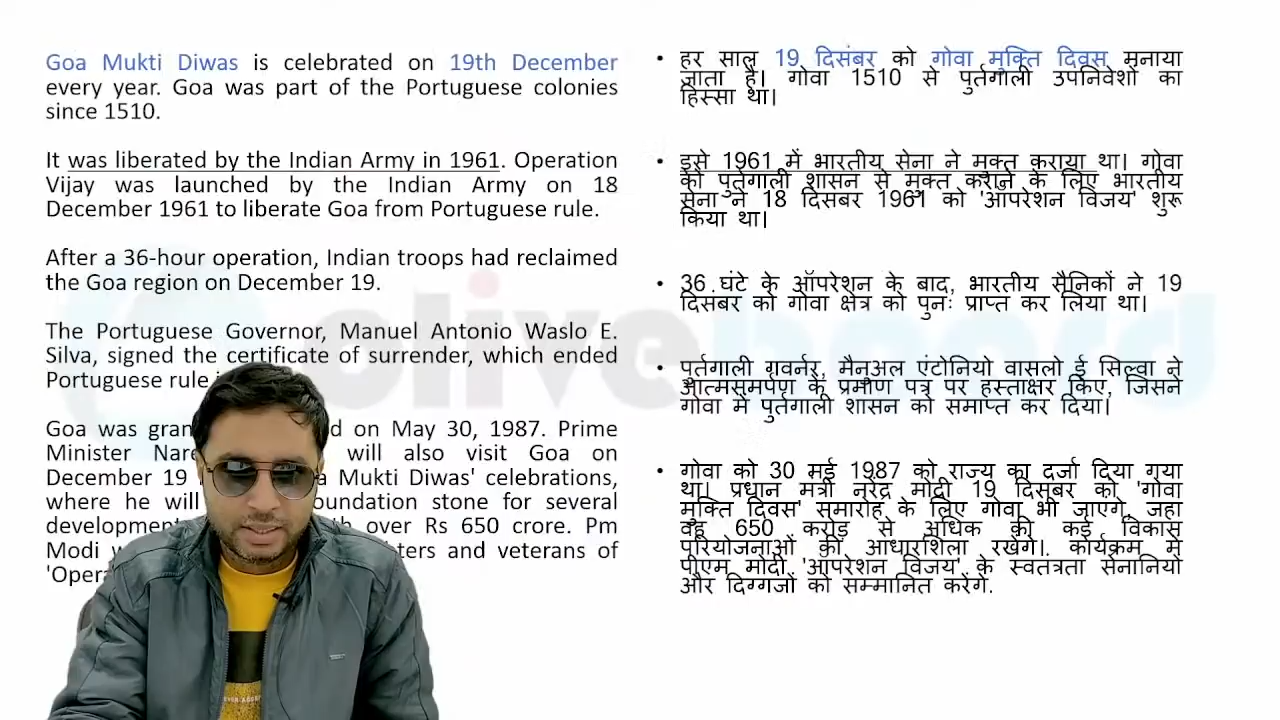 Goa Mukti Diwas is celebrated on 19th December
every year. Goa was part of the Portuguese colonies
since 1510.
It was liberated by the Indian Army in 1961. Operation
Vijay was launched by the Indian Army on 18
December 1961 to liberate Goa from Portuguese rule.
After a 36-hour operation, Indian troops had reclaimed
the Goa region on December 19.
The Portuguese Governor, Manuel Antonio Waslo E.
Silva, signed the certificate of surrender, which ended
Portuguese rule
Goa was on May 30, 1987. Prime
Minister will also visit Goa on
December 19 Mukti Diwas' celebrations,
where he will foundation stone for several
over Rs 650 crore. Pm
Modi and veterans of
• हर साल 19 दिसंबर को गोवा मुक्ति दिवस मनाया
जाता है। गोवा 1510 से पुर्तगाली उपनिवेशों का
हिस्सा था।
• इसे 1961 में भारतीय सेना ने मुक्त कराया था। गोवा
को पुर्तगाली शासन से मुक्त कराने के लिए भारतीय
सेना ने 18 दिसंबर 1961 को 'ऑपरेशन विजय' शुरू
किया था।
• 36 घंटे के ऑपरेशन के बाद, भारतीय सैनिकों ने 19
दिसंबर को गोवा क्षेत्र को पुनः प्राप्त कर लिया था।
• पुर्तगाली गवर्नर, मैनुअल एंटोनियो वासलो ई सिल्वा ने
आत्मसमर्पण के प्रमाण पत्र पर हस्ताक्षर किए, जिसने
गोवा में पुर्तगाली शासन को समाप्त कर दिया।
• गोवा को 30 मई 1987 को राज्य का दर्जा दिया गया
था। प्रधान मंत्री नरेंद्र मोदी 19 दिसंबर को 'गोवा
मुक्ति दिवस' समारोह के लिए गोवा भी जाएंगे, जहां
वह 650 करोड़ से अधिक की कई विकास
परियोजनाओं की आधारशिला रखेंगे।. कार्यक्रम में
पीएम मोदी 'ऑपरेशन विजय' के स्वतंत्रता सेनानियों
और दिग्गजों को सम्मानित करेंगे.
oliveboard